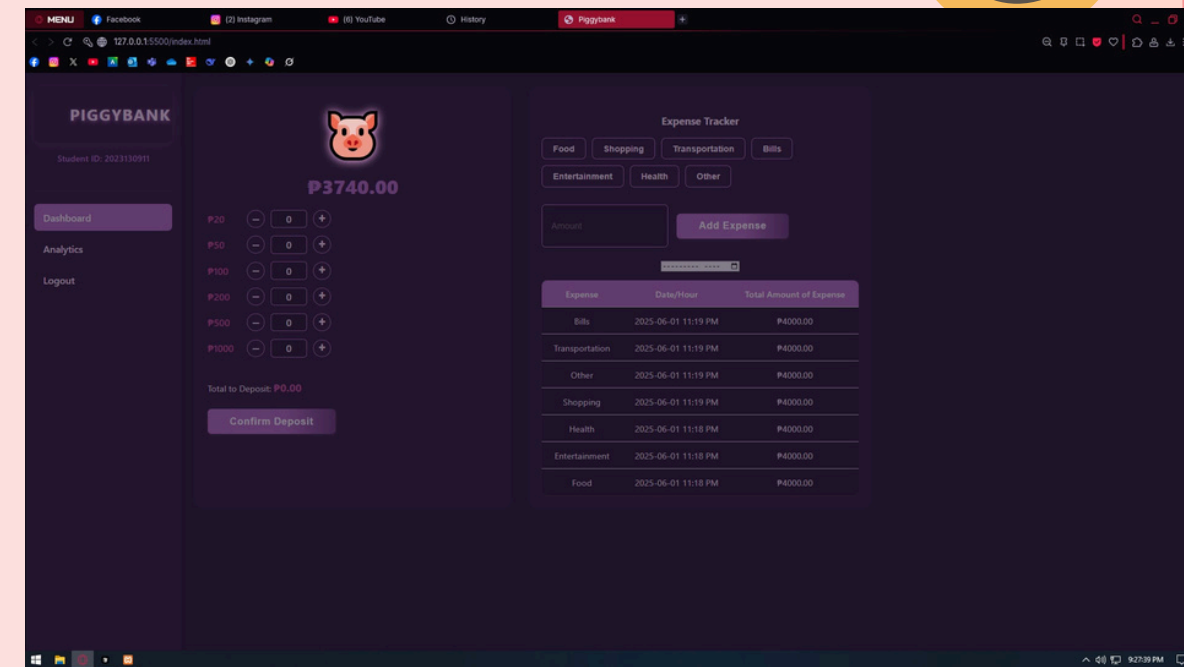 MENU Facebook (2) Instagram (6) YouTube History Piggybank +
127.0.0.1:5500/index.html
PIGGYBANK
Student ID: 2023130911
Dashboard
Analytics
Logout
₱3740.00
₱20 − 0 +
₱50 − 0 +
₱100 − 0 +
₱200 − 0 +
₱500 − 0 +
₱1000 − 0 +
Total to Deposit: ₱0.00
Confirm Deposit
Expense Tracker
Food Shopping Transportation Bills
Entertainment Health Other
Amount Add Expense
--------- ----
Expense Date/Hour Total Amount of Expense
Bills 2025-06-01 11:19 PM ₱4000.00
Transportation 2025-06-01 11:19 PM ₱4000.00
Other 2025-06-01 11:19 PM ₱4000.00
Shopping 2025-06-01 11:19 PM ₱4000.00
Health 2025-06-01 11:18 PM ₱4000.00
Entertainment 2025-06-01 11:18 PM ₱4000.00
Food 2025-06-01 11:18 PM ₱4000.00
9:27:39 PM